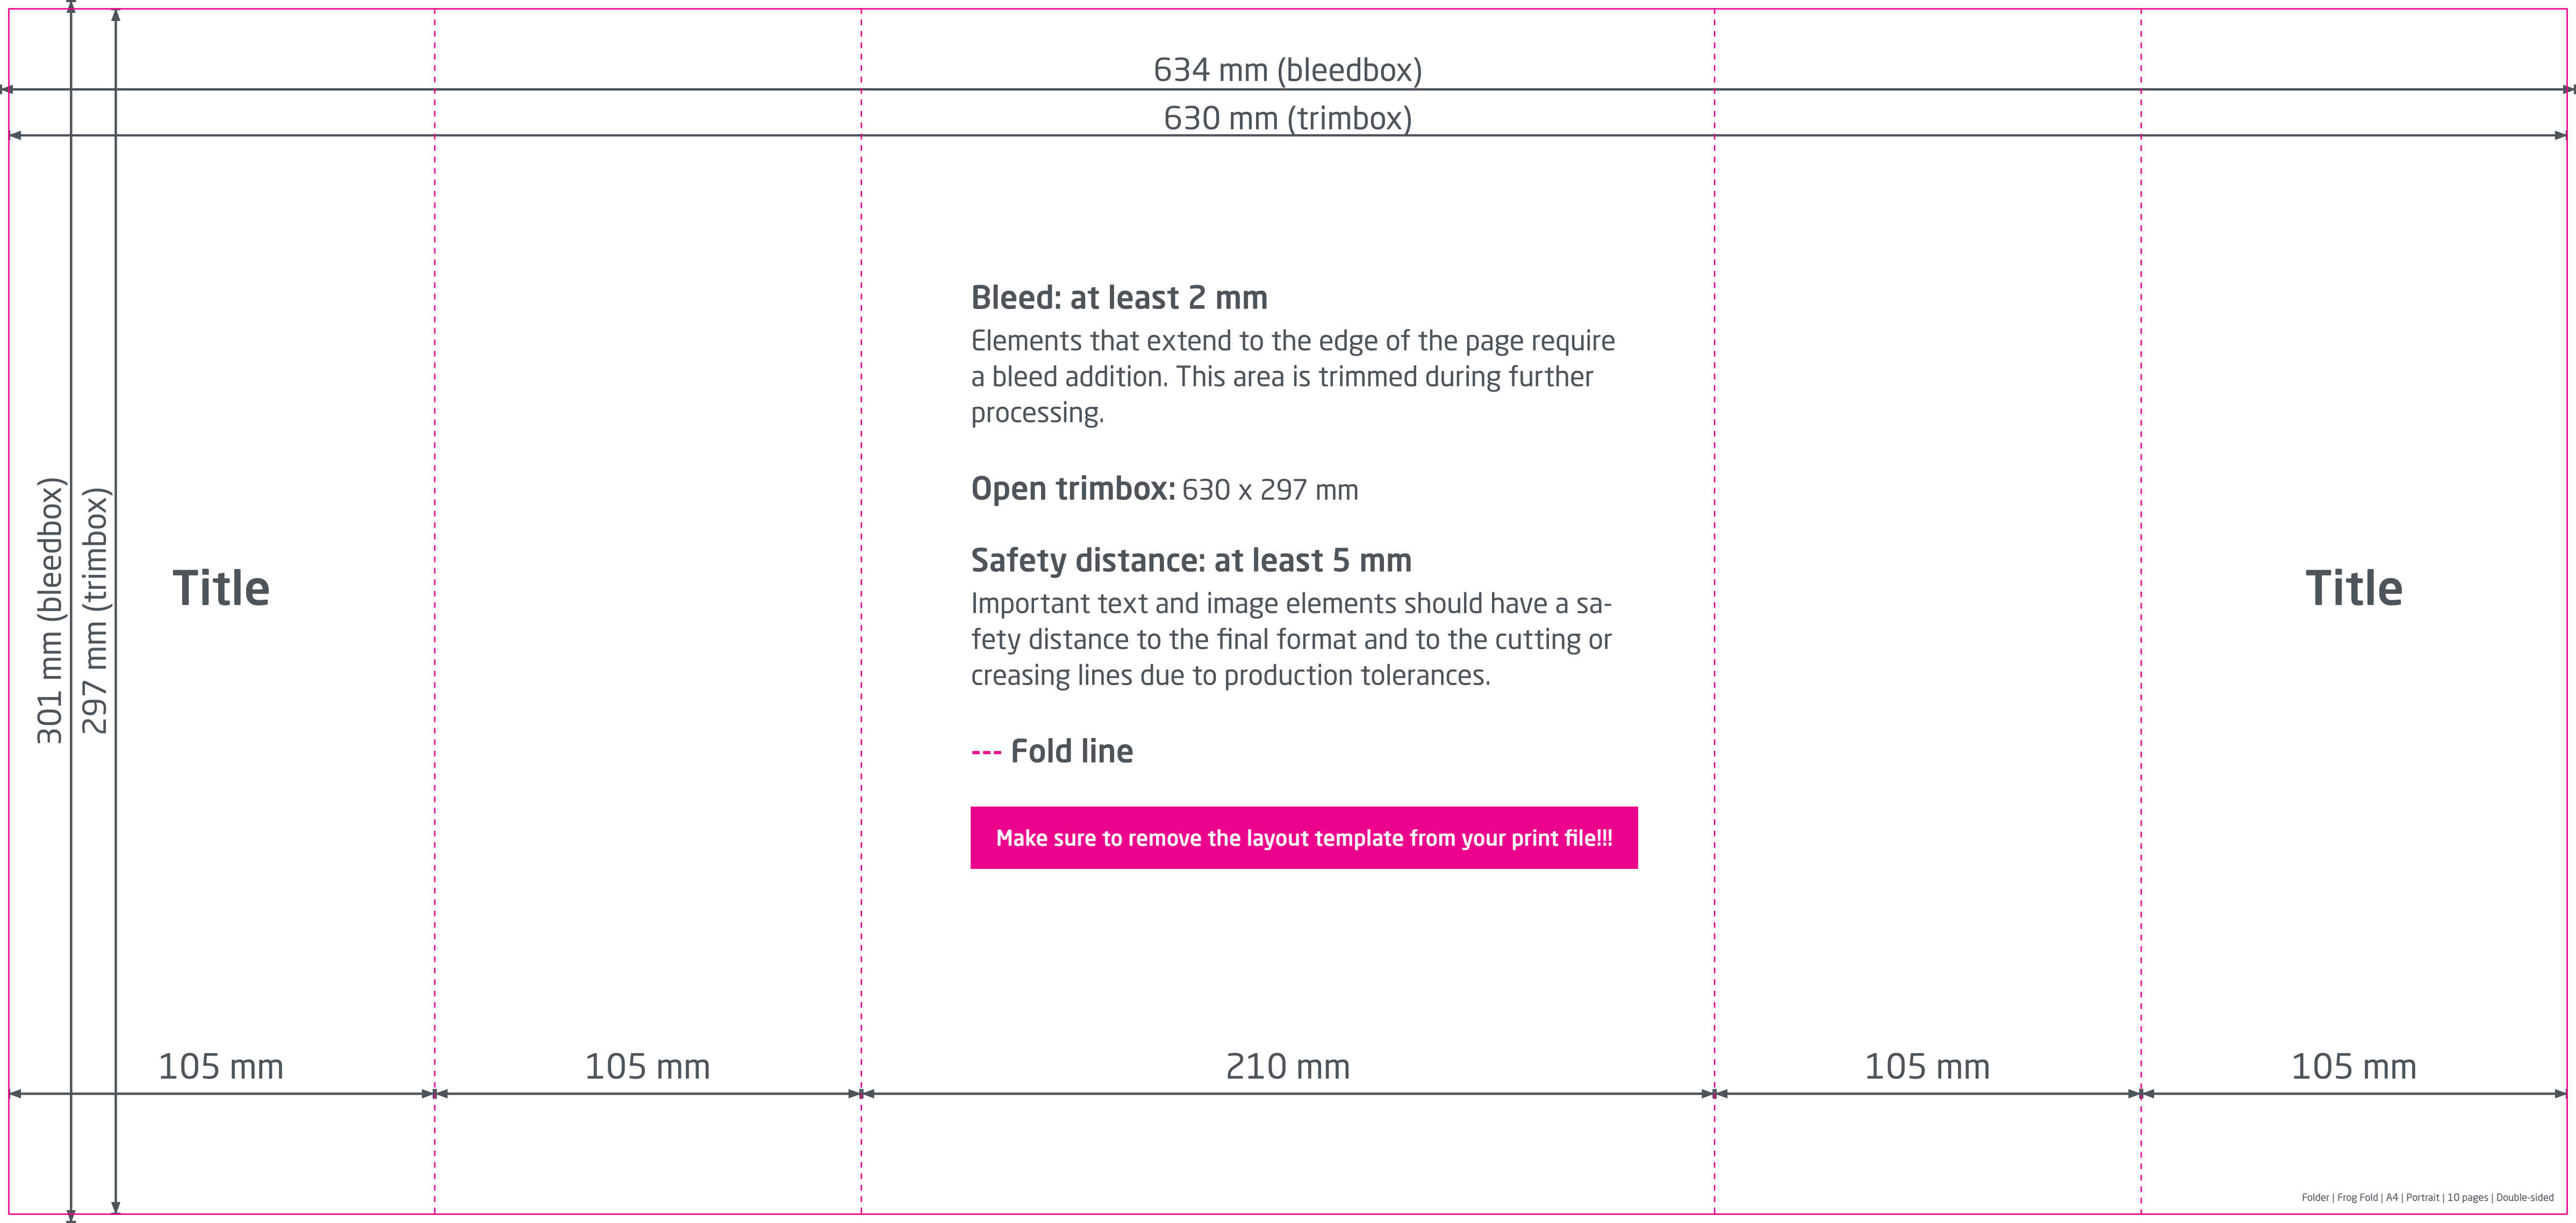 634 mm (bleedbox)
630 mm (trimbox)
301 mm (bleedbox)
297 mm (trimbox)
Title
Bleed: at least 2 mm
Elements that extend to the edge of the page require
a bleed addition. This area is trimmed during further
processing.
Open trimbox: 630 x 297 mm
Safety distance: at least 5 mm
Important text and image elements should have a sa-
fety distance to the final format and to the cutting or
creasing lines due to production tolerances.
--- Fold line
Make sure to remove the layout template from your print file!!!
Title
105 mm
105 mm
210 mm
105 mm
105 mm
Folder | Frog Fold | A4 | Portrait | 10 pages | Double-sided